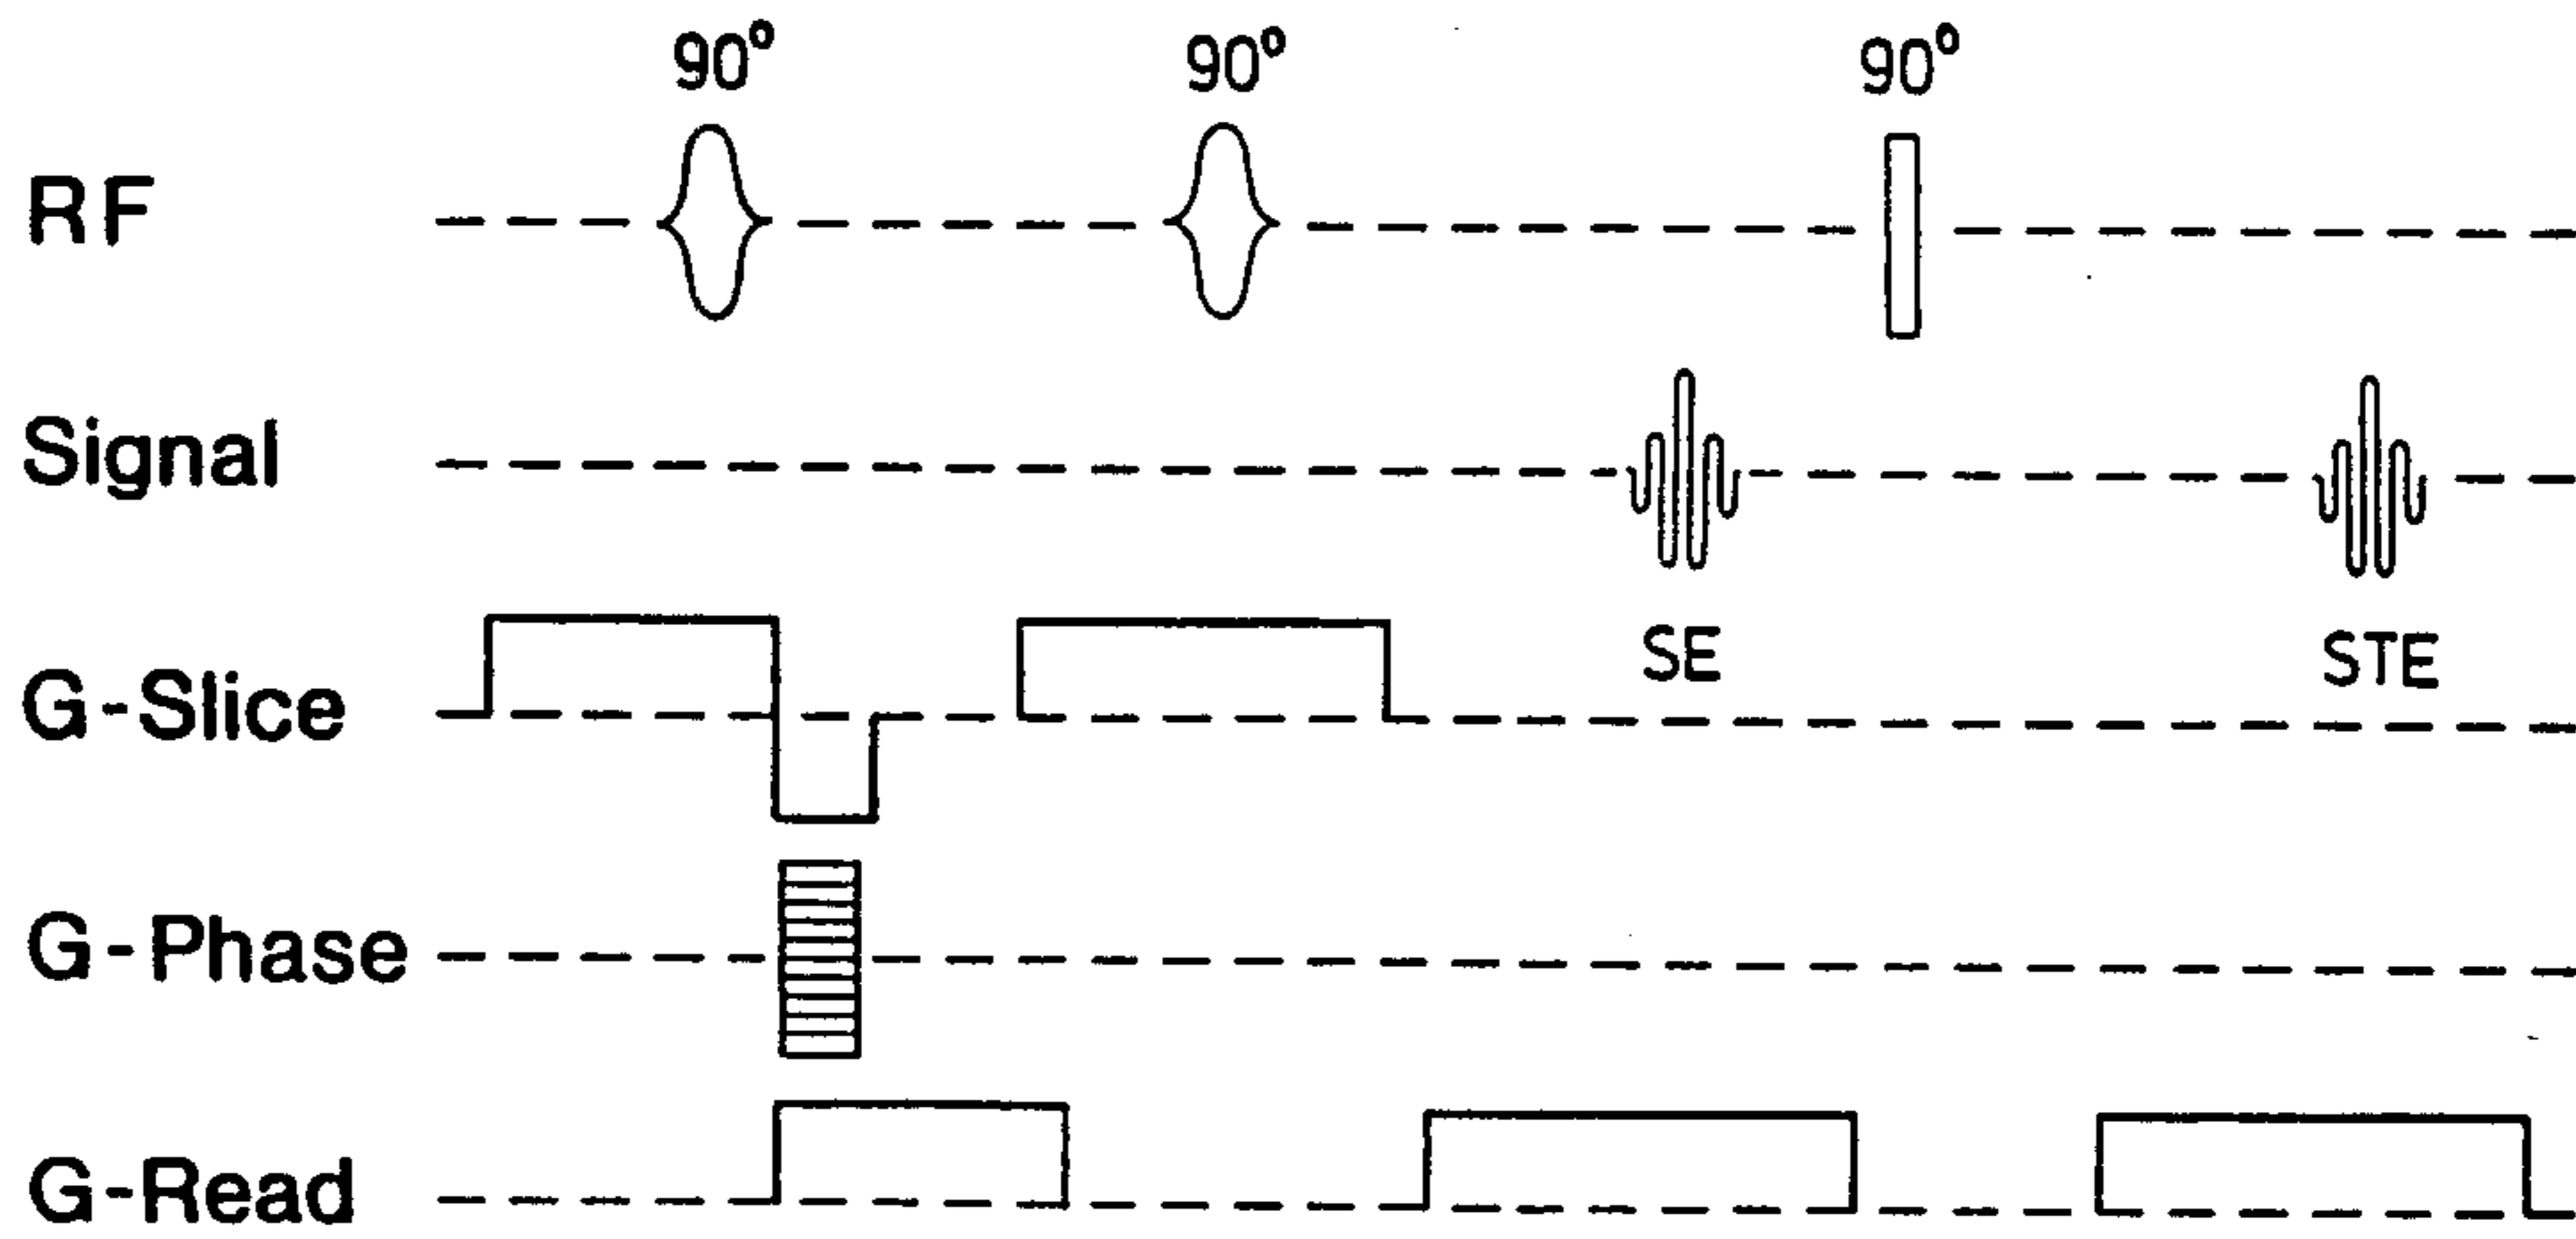 90° 90° 90°
RF
Signal
SE STE
G-Slice
G-Phase
G-Read